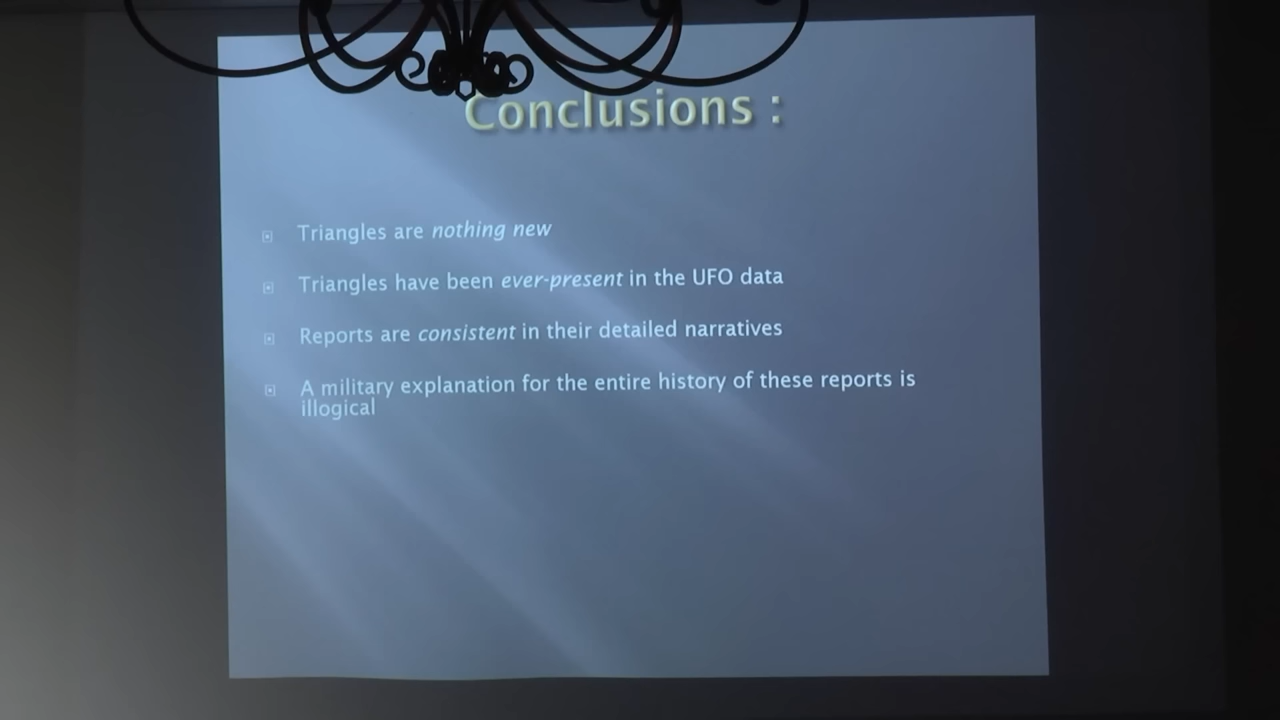 Conclusions :
Triangles are nothing new
Triangles have been ever-present in the UFO data
Reports are consistent in their detailed narratives
A military explanation for the entire history of these reports is
illogical